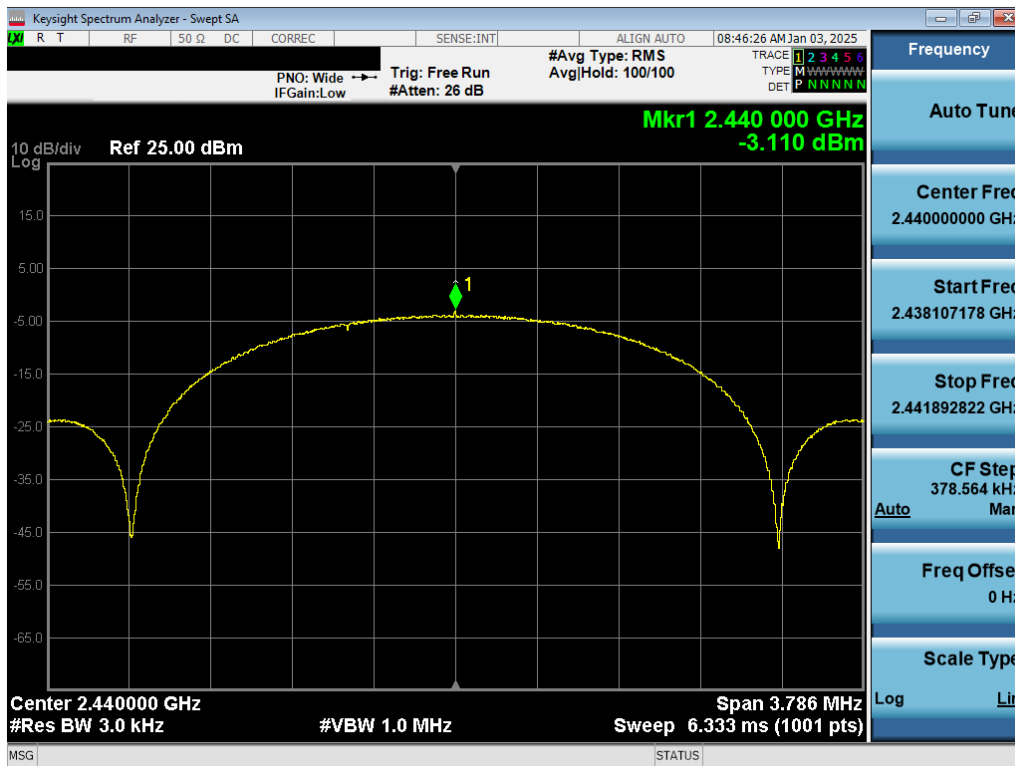 Keysight Spectrum Analyzer - Swept SA
LXI R T RF 50 Ω DC CORREC SENSE:INT ALIGN AUTO 08:46:26 AM Jan 03, 2025
PNO: Wide
IFGain:Low
Trig: Free Run
#Atten: 26 dB
#Avg Type: RMS
Avg|Hold: 100/100
TRACE 1 2 3 4 5 6
TYPE M W W W W W
DET P N N N N N
Mkr1 2.440 000 GHz
-3.110 dBm
10 dB/div Ref 25.00 dBm
Log
15.0
5.00
-5.00
-15.0
-25.0
-35.0
-45.0
-55.0
-65.0
1
Center 2.440000 GHz Span 3.786 MHz
#Res BW 3.0 kHz #VBW 1.0 MHz Sweep 6.333 ms (1001 pts)
MSG STATUS
Frequency
Auto Tune
Center Freq
2.440000000 GHz
Start Freq
2.438107178 GHz
Stop Freq
2.441892822 GHz
CF Step
378.564 kHz
Auto Man
Freq Offset
0 Hz
Scale Type
Log Lin